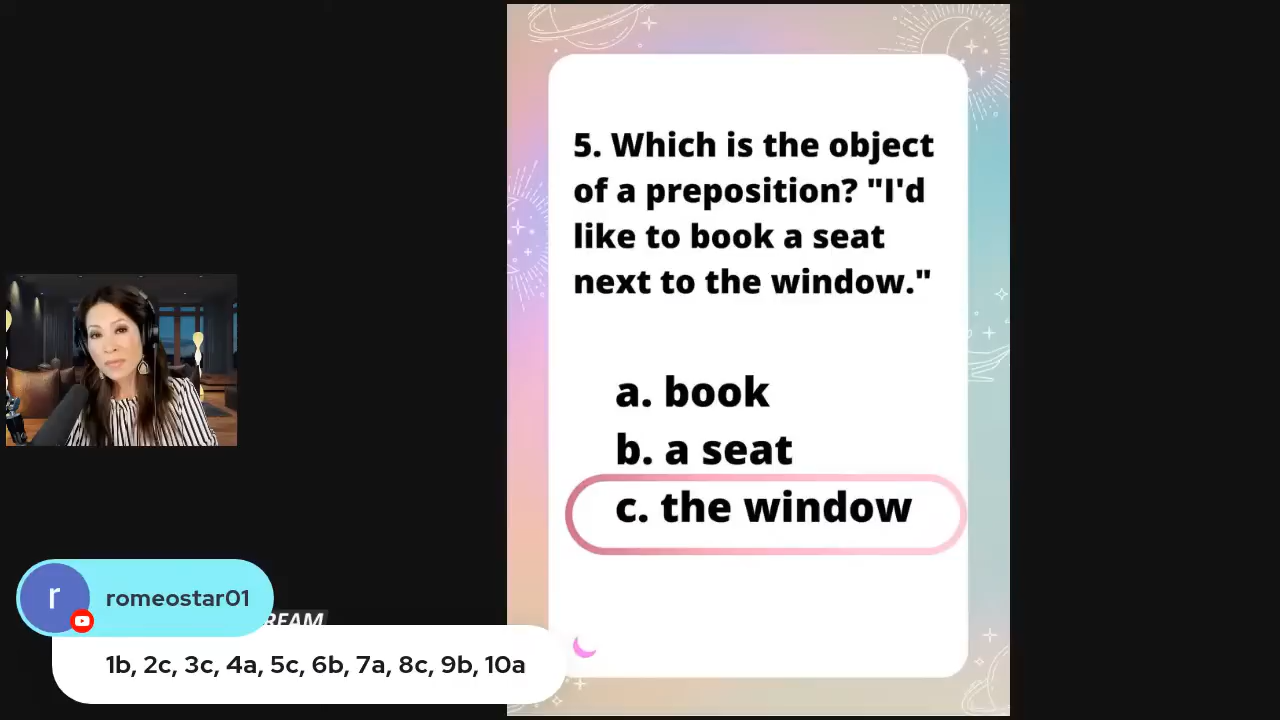 5. Which is the object
of a preposition? "I'd
like to book a seat
next to the window."
a. book
b. a seat
c. the window
r
romeostar01
REAM
1b, 2c, 3c, 4a, 5c, 6b, 7a, 8c, 9b, 10a